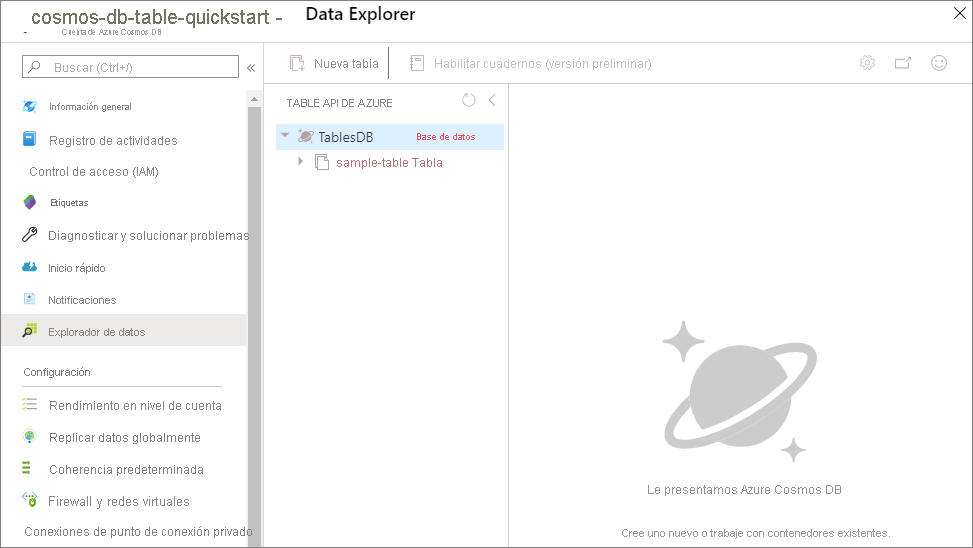 cosmos-db-table-quickstart -
Data Explorer
Cuenta de Azure Cosmos DB
Buscar (Ctrl+/)
«
Nueva tabla
Habilitar cuadernos (versión preliminar)
Información general
Registro de actividades
Control de acceso (IAM)
Etiquetas
Diagnosticar y solucionar problemas
Inicio rápido
Notificaciones
Explorador de datos
Configuración
Rendimiento en nivel de cuenta
Replicar datos globalmente
Coherencia predeterminada
Firewall y redes virtuales
Conexiones de punto de conexión privado
TABLE API DE AZURE
TablesDB Base de datos
sample-table Tabla
Le presentamos Azure Cosmos DB
Cree uno nuevo o trabaje con contenedores existentes.